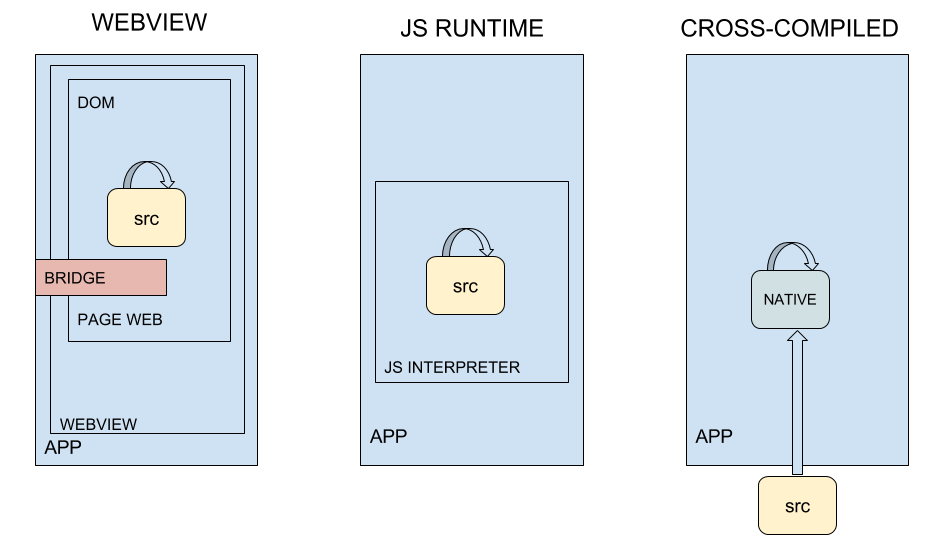 WEBVIEW
DOM
src
BRIDGE
PAGE WEB
WEBVIEW
APP
JS RUNTIME
src
JS INTERPRETER
APP
CROSS-COMPILED
NATIVE
APP
src